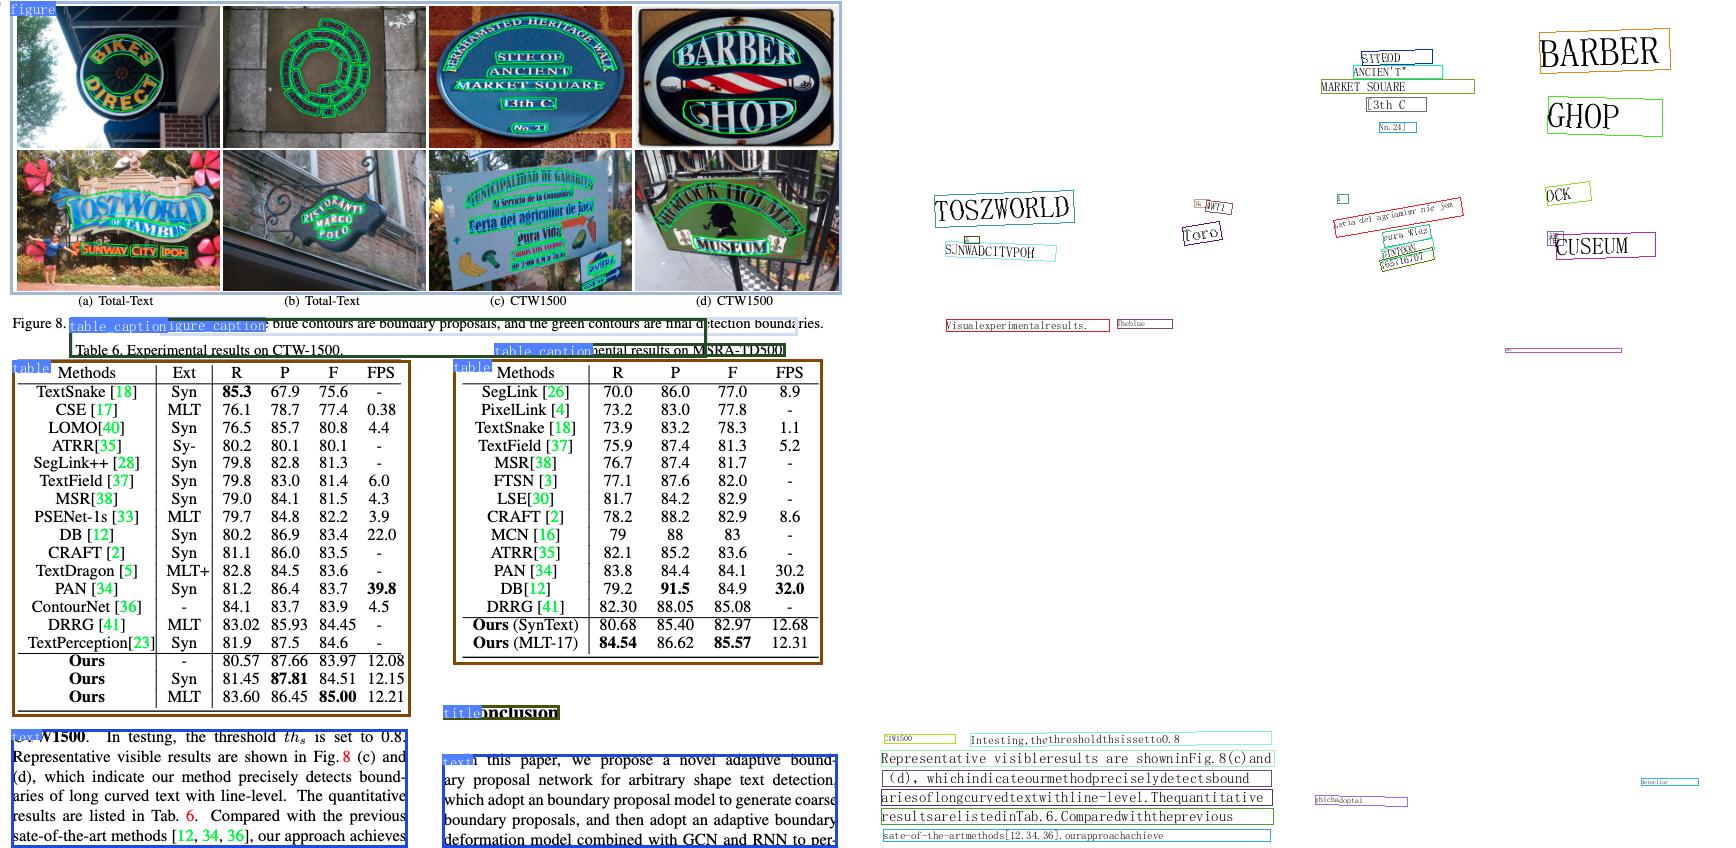 figure
BIKES
DIRECT
BERKHAMSTED HERITAGE WALK
SITE OF
ANCIENT
MARKET SQUARE
13th C.
No. 21
BARBER
SHOP
LOST WORLD
OF TAMBUN
SUNWAY CITY IPOH
RISTORANTE
MARCO
POLO
MUNICIPALIDAD DE GARABITO
Al Servicio de la Comunidad
Feria del agricultor de jaco
pura Vida
SHERLOCK HOLMES
MUSEUM
(a) Total-Text
(b) Total-Text
(c) CTW1500
(d) CTW1500
Figure 8. table caption igure caption blue contours are boundary proposals, and the green contours are final detection boundaries.
Table 6. Experimental results on CTW-1500.
table caption mental results on MSRA-TD500
table
Methods Ext R P F FPS
TextSnake [18] Syn 85.3 67.9 75.6 -
CSE [17] MLT 76.1 78.7 77.4 0.38
LOMO[40] Syn 76.5 85.7 80.8 4.4
ATRR[35] Sy- 80.2 80.1 80.1 -
SegLink++ [28] Syn 79.8 82.8 81.3 -
TextField [37] Syn 79.8 83.0 81.4 6.0
MSR[38] Syn 79.0 84.1 81.5 4.3
PSENet-1s [33] MLT 79.7 84.8 82.2 3.9
DB [12] Syn 80.2 86.9 83.4 22.0
CRAFT [2] Syn 81.1 86.0 83.5 -
TextDragon [5] MLT+ 82.8 84.5 83.6 -
PAN [34] Syn 81.2 86.4 83.7 39.8
ContourNet [36] - 84.1 83.7 83.9 4.5
DRRG [41] MLT 83.02 85.93 84.45 -
TextPerception[23] Syn 81.9 87.5 84.6 -
Ours - 80.57 87.66 83.97 12.08
Ours Syn 81.45 87.81 84.51 12.15
Ours MLT 83.60 86.45 85.00 12.21
table
Methods R P F FPS
SegLink [26] 70.0 86.0 77.0 8.9
PixelLink [4] 73.2 83.0 77.8 -
TextSnake [18] 73.9 83.2 78.3 1.1
TextField [37] 75.9 87.4 81.3 5.2
MSR[38] 76.7 87.4 81.7 -
FTSN [3] 77.1 87.6 82.0 -
LSE[30] 81.7 84.2 82.9 -
CRAFT [2] 78.2 88.2 82.9 8.6
MCN [16] 79 88 83 -
ATRR[35] 82.1 85.2 83.6 -
PAN [34] 83.8 84.4 84.1 30.2
DB[12] 79.2 91.5 84.9 32.0
DRRG [41] 82.30 88.05 85.08 -
Ours (SynText) 80.68 85.40 82.97 12.68
Ours (MLT-17) 84.54 86.62 85.57 12.31
text W1500. In testing, the threshold ths is set to 0.8.
Representative visible results are shown in Fig. 8 (c) and
(d), which indicate our method precisely detects bound-
aries of long curved text with line-level. The quantitative
results are listed in Tab. 6. Compared with the previous
sate-of-the-art methods [12, 34, 36], our approach achieves
title onclusion
text this paper, we propose a novel adaptive bound-
ary proposal network for arbitrary shape text detection,
which adopt an boundary proposal model to generate coarse
boundary proposals, and then adopt an adaptive boundary
deformation model combined with GCN and RNN to per-
SITEOD
ANCIEN'T"
MARKET SQUARE
[3th C
Nn. 24]
BARBER
GHOP
TOSZWORLD
SJNWADCITVPOH
Toro
OCK
CUSEUM
Visualexperimentalresults.
Theblue
CTW1500
Intesting,thethresholdthsissetto0.8
Representative visibleresults are showninFig.8(c)and
(d), whichindicateourmethodpreciselydetectsbound
ariesoflongcurvedtextwithline-level.Thequantitative
resultsarelistedinTab.6.Comparedwiththeprevious
sate-of-the-artmethods[12.34.36].ourapproachachieve
detection
whichadoptai